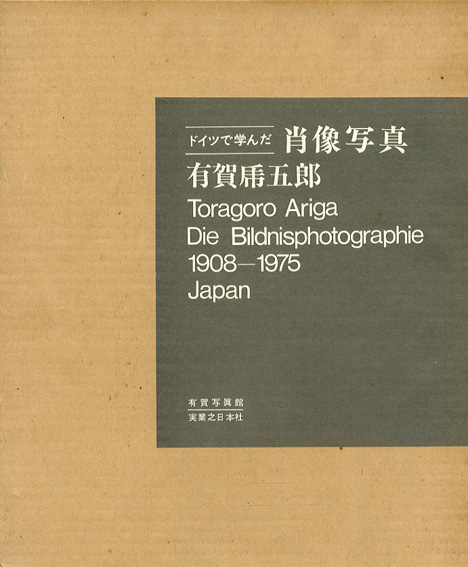 ドイツで学んだ 肖像写真
有賀乕五郎
Toragoro Ariga
Die Bildnisphotographie
1908—1975
Japan
有賀写真館
実業之日本社